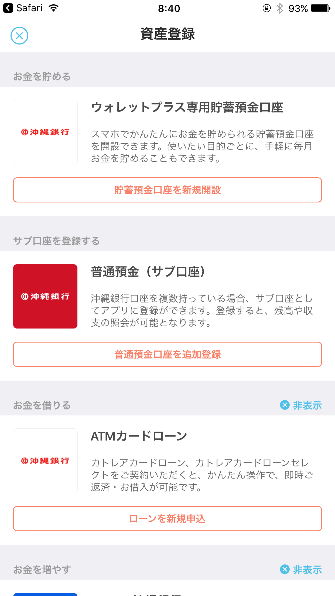 Safari 8:40 93%
資産登録
お金を貯める
ウォレットプラス専用貯蓄預金口座
沖縄銀行
スマホでかんたんにお金を貯められる貯蓄預金口座
を開設できます。使いたい目的ごとに、手軽に毎月
お金を貯めることもできます。
貯蓄預金口座を新規開設
サブ口座を登録する
普通預金（サブ口座）
沖縄銀行
沖縄銀行口座を複数持っている場合、サブ口座とし
てアプリに登録ができます。登録すると、残高や収
支の照会が可能となります。
普通預金口座を追加登録
お金を借りる 非表示
ATMカードローン
沖縄銀行
カトレアカードローン、カトレアカードローンセレ
クトをご契約いただくと、かんたん操作で、即時ご
返済・お借入が可能です。
ローンを新規申込
お金を増やす 非表示